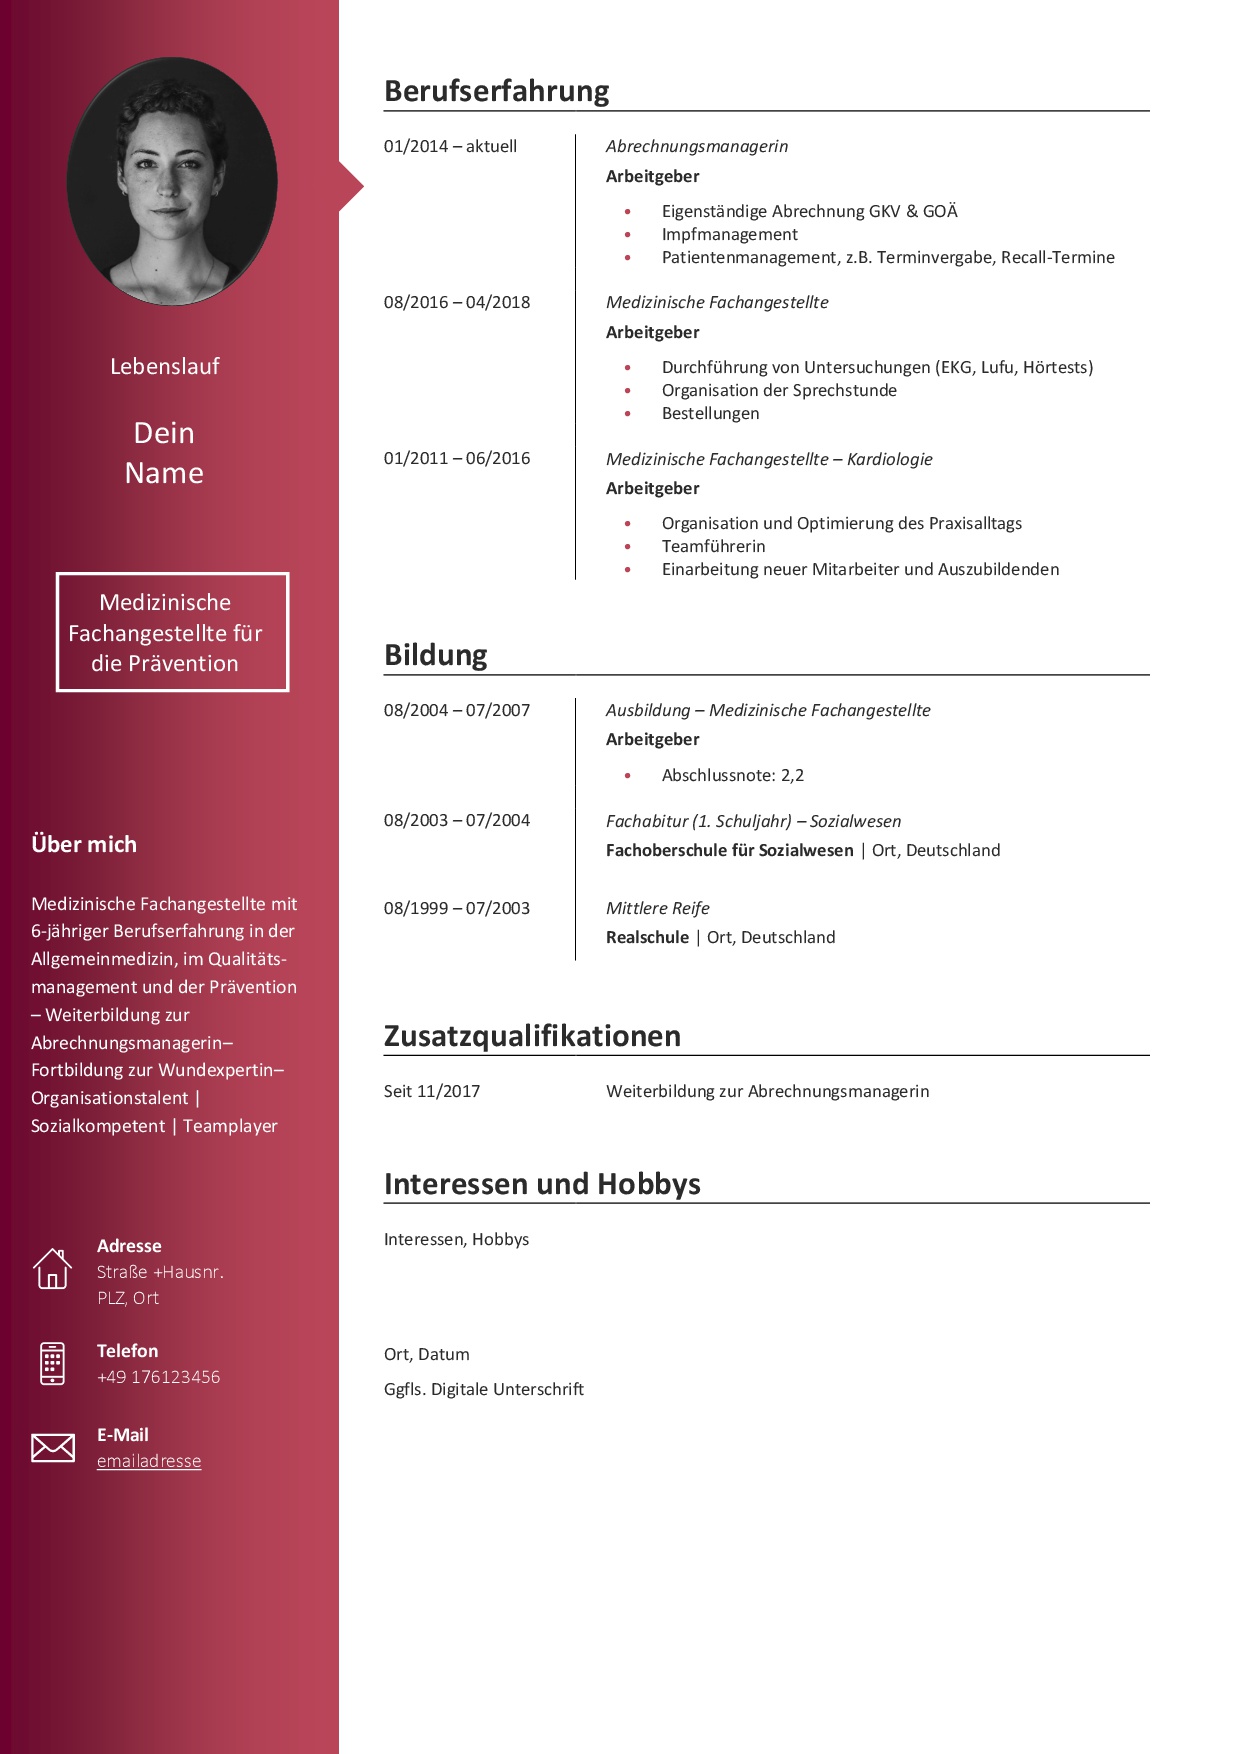 Lebenslauf
Dein
Name
Medizinische
Fachangestellte für
die Prävention
Über mich
Medizinische Fachangestellte mit
6-jähriger Berufserfahrung in der
Allgemeinmedizin, im Qualitäts-
management und der Prävention
– Weiterbildung zur
Abrechnungsmanagerin–
Fortbildung zur Wundexpertin–
Organisationstalent |
Sozialkompetent | Teamplayer
Adresse
Straße +Hausnr.
PLZ, Ort
Telefon
+49 176123456
E-Mail
emailadresse
Berufserfahrung
01/2014 – aktuell Abrechnungsmanagerin
Arbeitgeber
• Eigenständige Abrechnung GKV & GOÄ
• Impfmanagement
• Patientenmanagement, z.B. Terminvergabe, Recall-Termine
08/2016 – 04/2018 Medizinische Fachangestellte
Arbeitgeber
• Durchführung von Untersuchungen (EKG, Lufu, Hörtests)
• Organisation der Sprechstunde
• Bestellungen
01/2011 – 06/2016 Medizinische Fachangestellte – Kardiologie
Arbeitgeber
• Organisation und Optimierung des Praxisalltags
• Teamführerin
• Einarbeitung neuer Mitarbeiter und Auszubildenden
Bildung
08/2004 – 07/2007 Ausbildung – Medizinische Fachangestellte
Arbeitgeber
• Abschlussnote: 2,2
08/2003 – 07/2004 Fachabitur (1. Schuljahr) – Sozialwesen
Fachoberschule für Sozialwesen | Ort, Deutschland
08/1999 – 07/2003 Mittlere Reife
Realschule | Ort, Deutschland
Zusatzqualifikationen
Seit 11/2017 Weiterbildung zur Abrechnungsmanagerin
Interessen und Hobbys
Interessen, Hobbys
Ort, Datum
Ggfls. Digitale Unterschrift